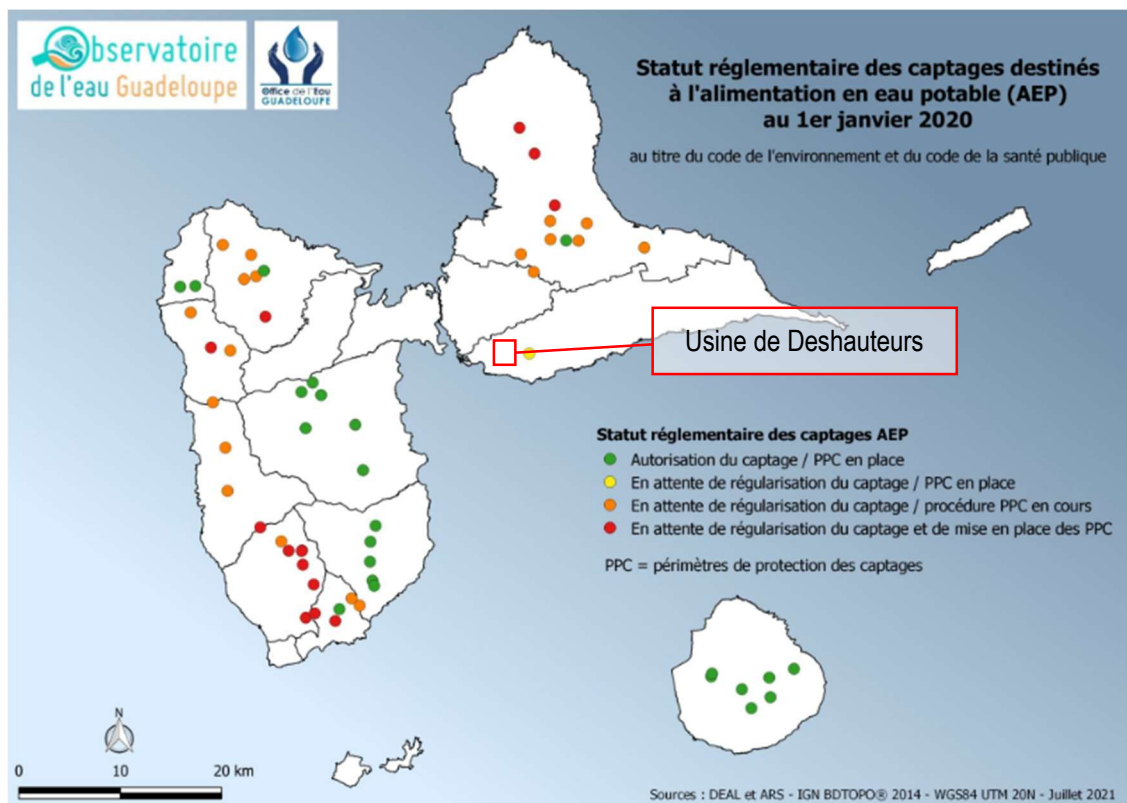 Observatoire
de l'eau Guadeloupe
Office de l'Eau
GUADELOUPE
Statut réglementaire des captages destinés
à l'alimentation en eau potable (AEP)
au 1er janvier 2020
au titre du code de l'environnement et du code de la santé publique
Usine de Deshauteurs
Statut réglementaire des captages AEP
Autorisation du captage / PPC en place
En attente de régularisation du captage / PPC en place
En attente de régularisation du captage / procédure PPC en cours
En attente de régularisation du captage et de mise en place des PPC
PPC = périmètres de protection des captages
N
0 10 20 km
Sources : DEAL et ARS - IGN BDTOPO® 2014 - WGS84 UTM 20N - Juillet 2021